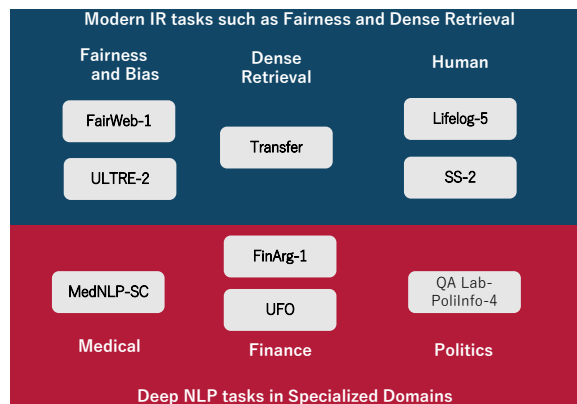 Modern IR tasks such as Fairness and Dense Retrieval
Fairness
and Bias
Dense
Retrieval
Human
FairWeb-1
ULTRE-2
Transfer
Lifelog-5
SS-2
MedNLP-SC
FinArg-1
UFO
QA Lab-
PoliInfo-4
Medical
Finance
Politics
Deep NLP tasks in Specialized Domains